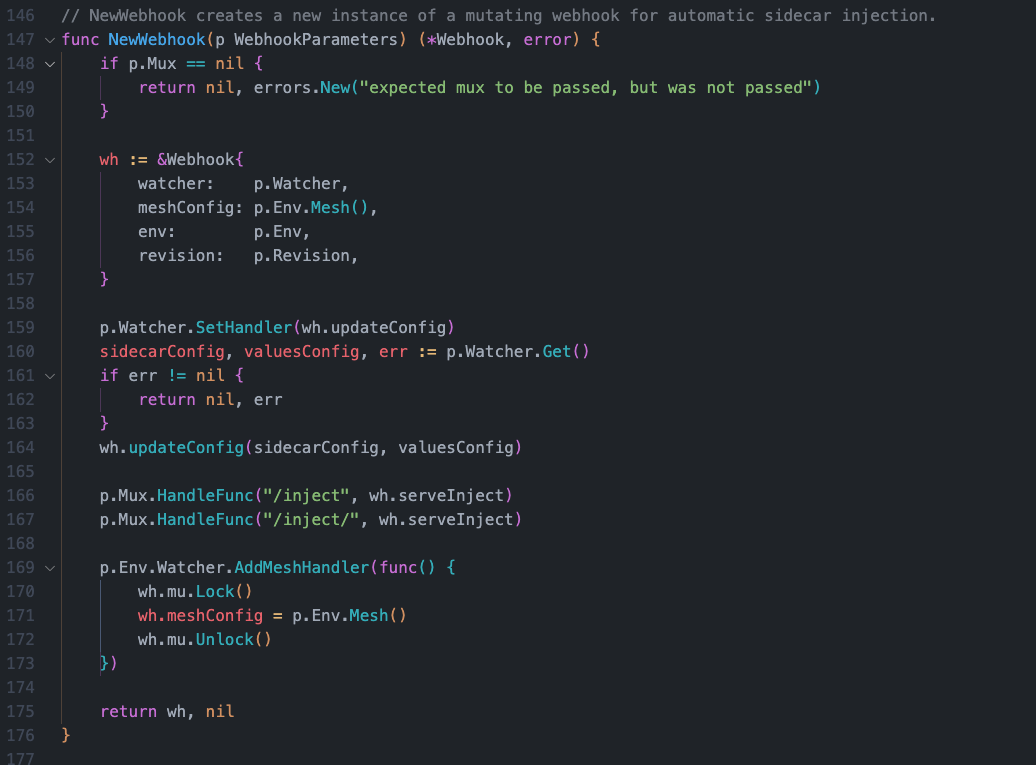 146 // NewWebhook creates a new instance of a mutating webhook for automatic sidecar injection.
147 func NewWebhook(p WebhookParameters) (*Webhook, error) {
148     if p.Mux == nil {
149         return nil, errors.New("expected mux to be passed, but was not passed")
150     }
151
152     wh := &Webhook{
153         watcher:    p.Watcher,
154         meshConfig: p.Env.Mesh(),
155         env:        p.Env,
156         revision:   p.Revision,
157     }
158
159     p.Watcher.SetHandler(wh.updateConfig)
160     sidecarConfig, valuesConfig, err := p.Watcher.Get()
161     if err != nil {
162         return nil, err
163     }
164     wh.updateConfig(sidecarConfig, valuesConfig)
165
166     p.Mux.HandleFunc("/inject", wh.serveInject)
167     p.Mux.HandleFunc("/inject/", wh.serveInject)
168
169     p.Env.Watcher.AddMeshHandler(func() {
170         wh.mu.Lock()
171         wh.meshConfig = p.Env.Mesh()
172         wh.mu.Unlock()
173     })
174
175     return wh, nil
176 }
177